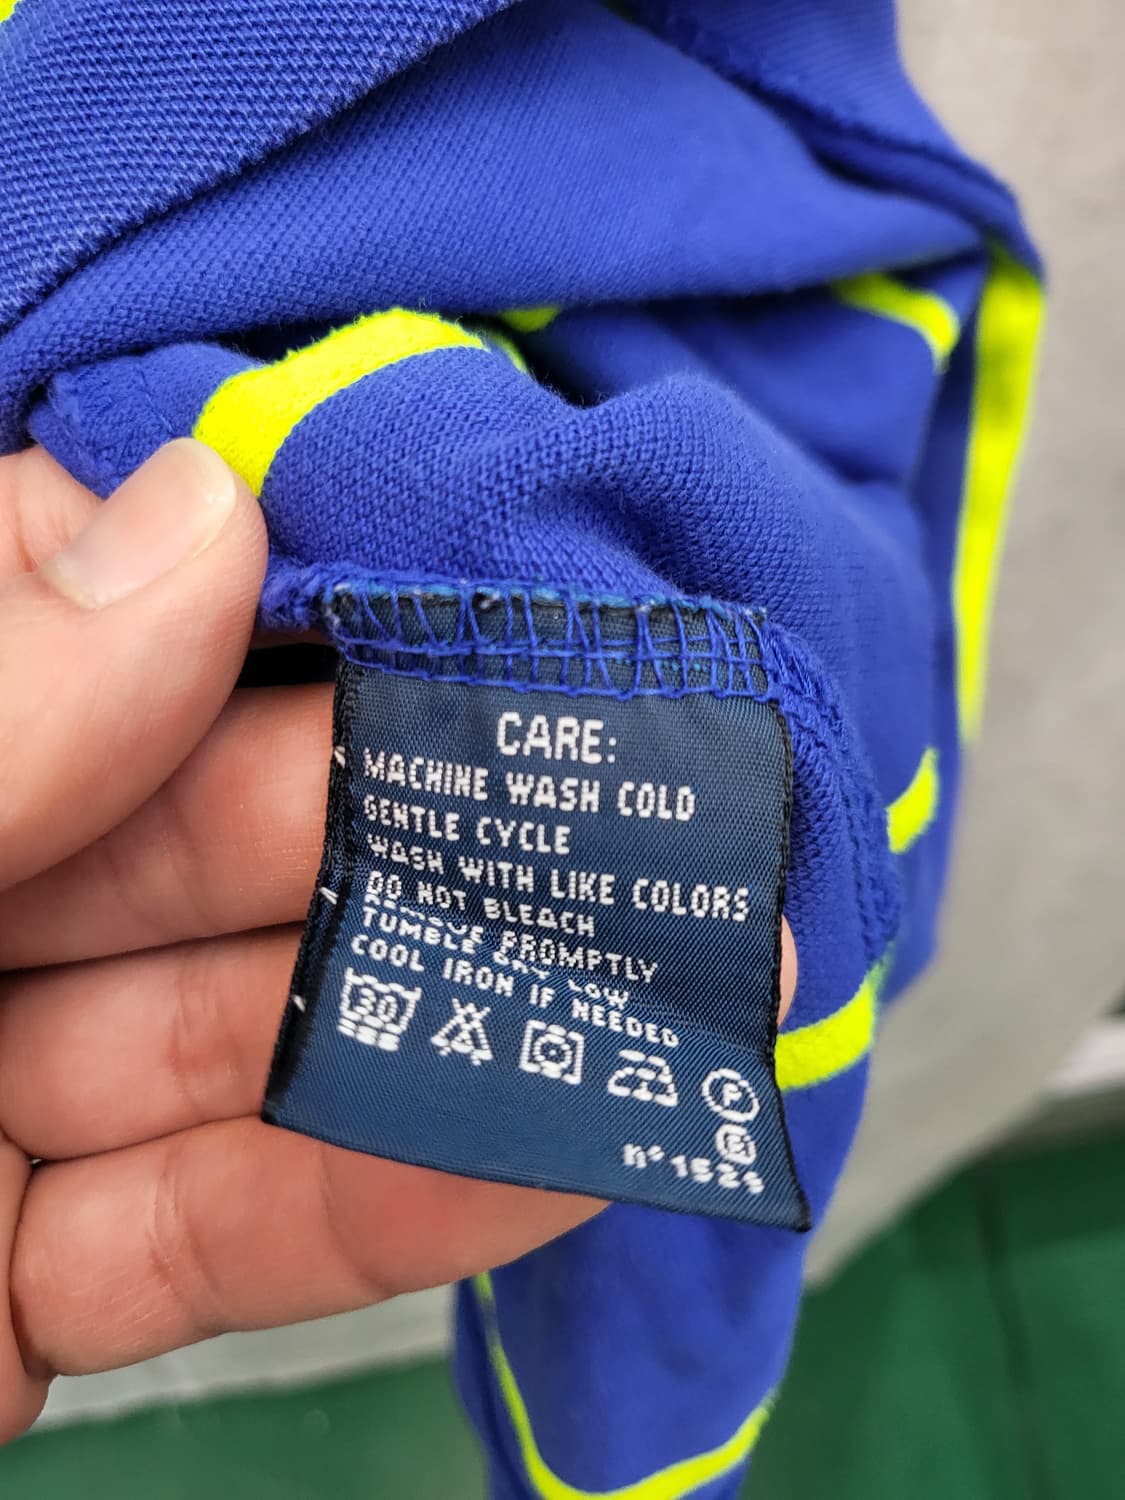 CARE:
MACHINE WASH COLD
GENTLE CYCLE
WASH WITH LIKE COLORS
DO NOT BLEACH
TUMBLE DRY LOW
REMOVE PROMPTLY
COOL IRON IF NEEDED
30
P
n°